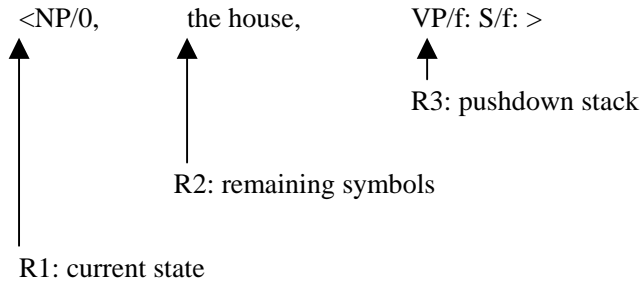 <NP/0, the house, VP/f: S/f: >
R3: pushdown stack
R2: remaining symbols
R1: current state